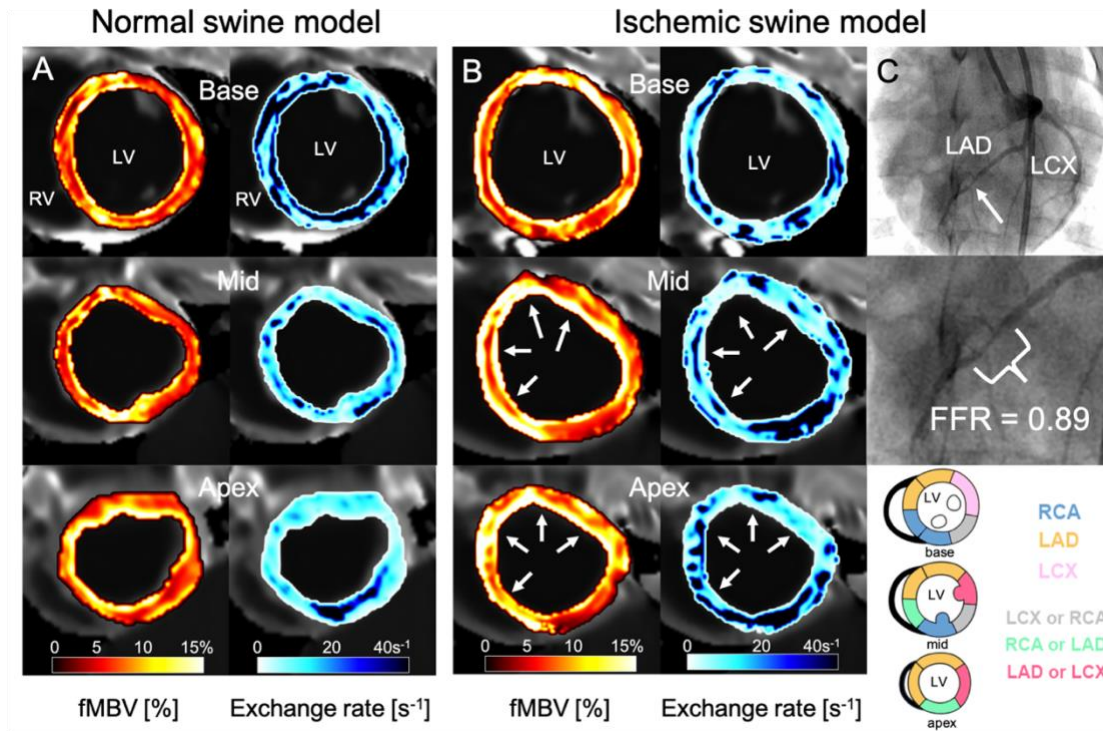 Normal swine model
Ischemic swine model
A
Base
LV
LV
RV
RV
B
Base
LV
LV
C
LAD
LCX
Mid
Mid
FFR = 0.89
Apex
Apex
0 5 10 15%
0 20 40s⁻¹
0 5 10 15%
0 20 40s⁻¹
fMBV [%]
Exchange rate [s⁻¹]
fMBV [%]
Exchange rate [s⁻¹]
LV
base
LV
mid
LV
apex
RCA
LAD
LCX
LCX or RCA
RCA or LAD
LAD or LCX